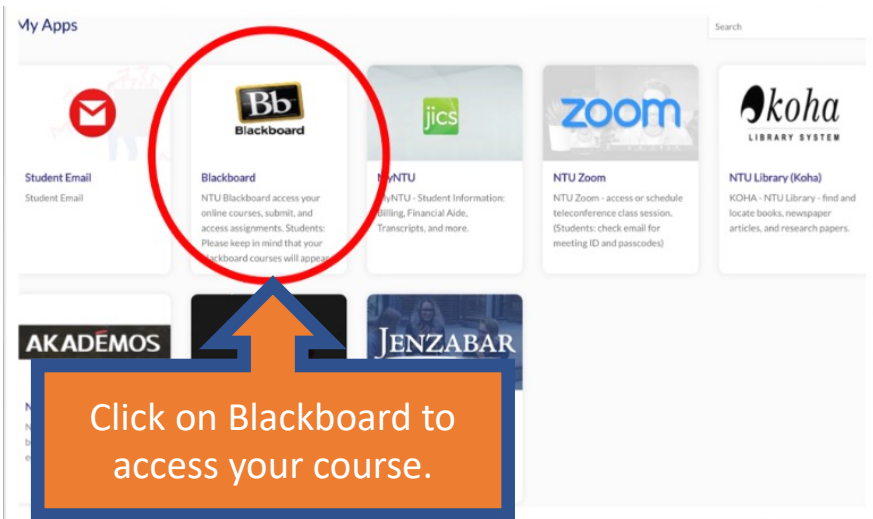 My Apps
Search
Bb
Blackboard
jics
zoom
koha
LIBRARY SYSTEM
Student Email
Student Email
Blackboard
NTU Blackboard access your
online courses, submit, and
access assignments. Students:
Please keep in mind that your
Blackboard courses will appear
MyNTU
MyNTU - Student Information:
Billing, Financial Aide,
Transcripts, and more.
NTU Zoom
NTU Zoom - access or schedule
teleconference class session.
(Students: check email for
meeting ID and passcodes)
NTU Library (Koha)
KOHA - NTU Library - find and
locate books, newspaper
articles, and research papers.
AKADĒMOS
JENZABAR
Click on Blackboard to
access your course.